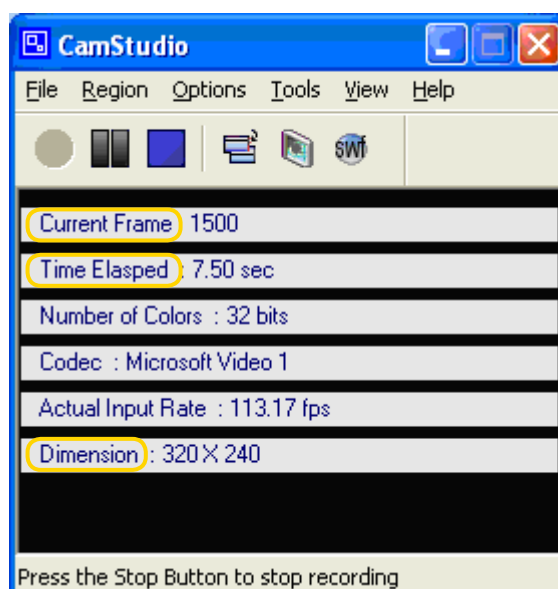 CamStudio
File Region Options Tools View Help
swf
Current Frame : 1500
Time Elasped : 7.50 sec
Number of Colors : 32 bits
Codec : Microsoft Video 1
Actual Input Rate : 113.17 fps
Dimension : 320 X 240
Press the Stop Button to stop recording